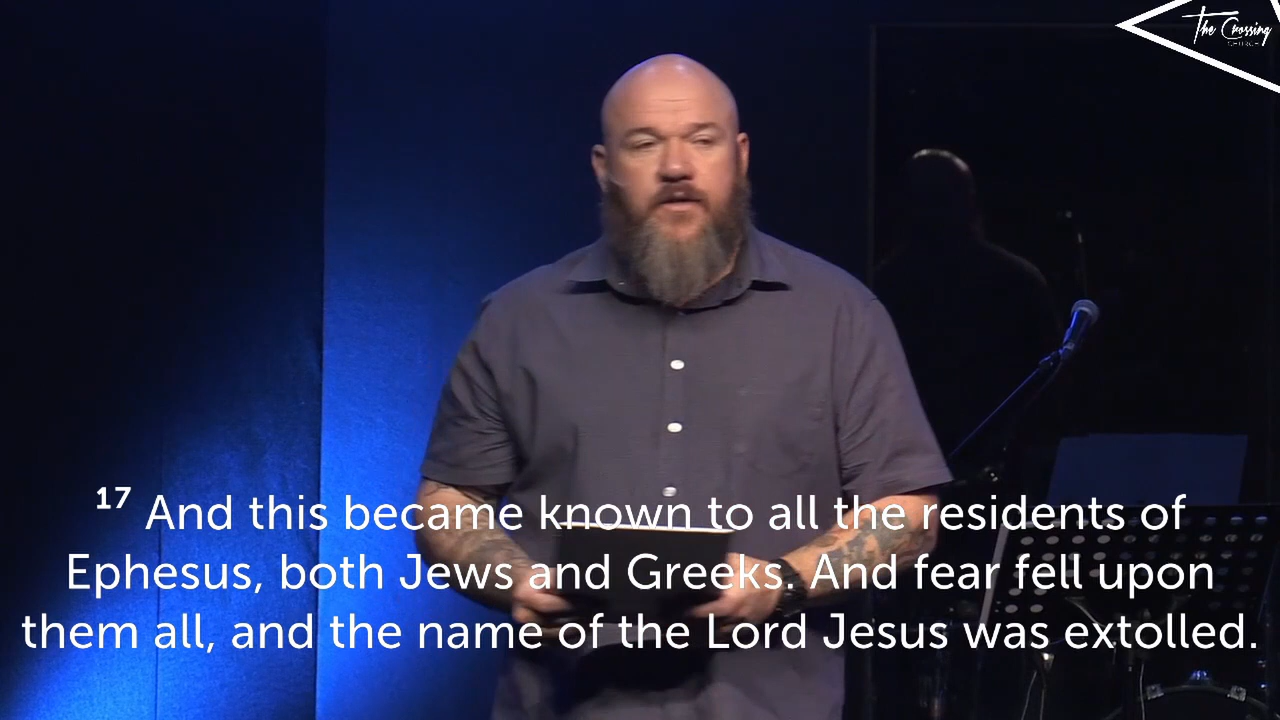 The Crossing
CHURCH
17 And this became known to all the residents of
Ephesus, both Jews and Greeks. And fear fell upon
them all, and the name of the Lord Jesus was extolled.